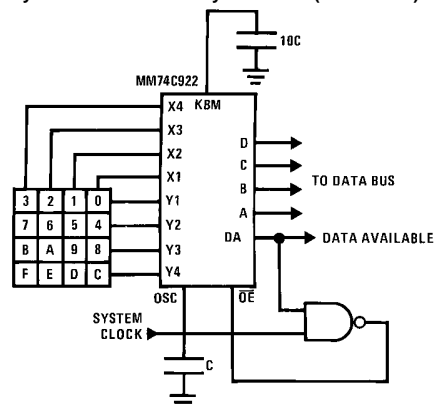 10C
MM74C922
KBM
X4
X3
X2
X1
Y1
Y2
Y3
Y4
D
C
B
A
DA
TO DATA BUS
DATA AVAILABLE
3 2 1 0
7 6 5 4
B A 9 8
F E D C
OSC
OE
SYSTEM
CLOCK
C